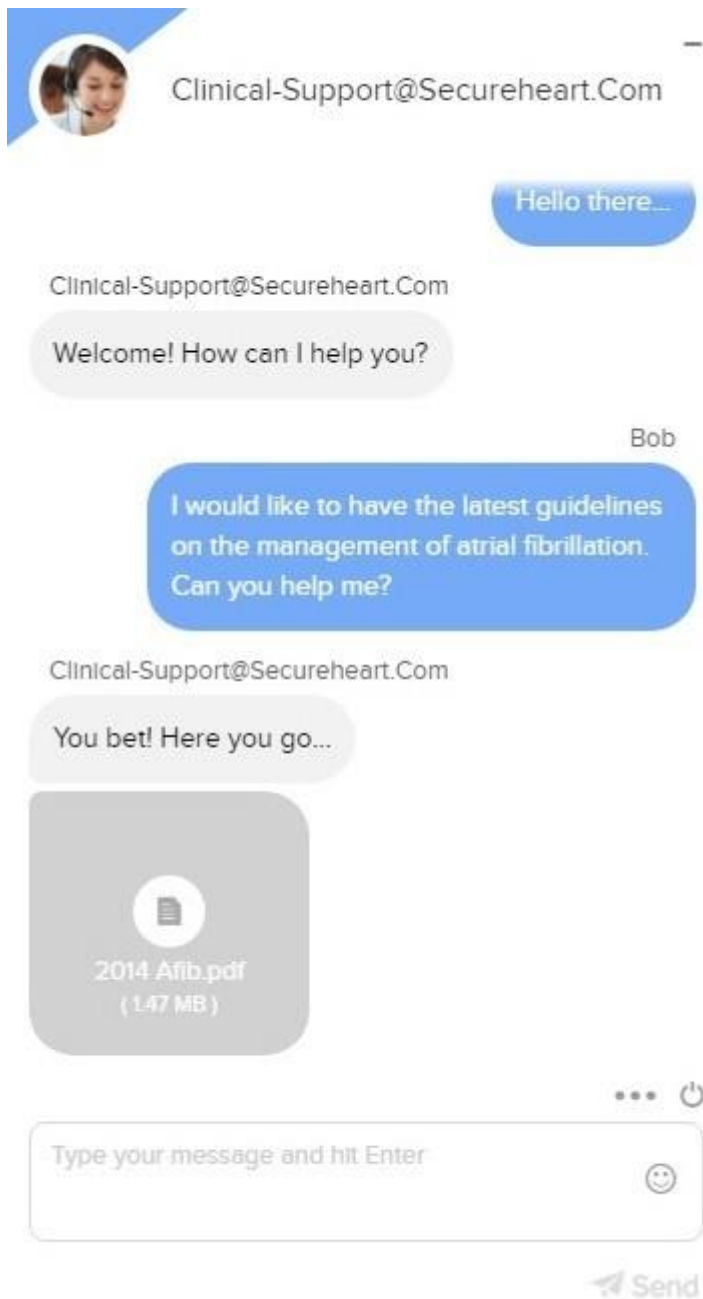 Clinical-Support@Secureheart.Com
Hello there...
Clinical-Support@Secureheart.Com
Welcome! How can I help you?
Bob
I would like to have the latest guidelines
on the management of atrial fibrillation.
Can you help me?
Clinical-Support@Secureheart.Com
You bet! Here you go...
2014 Afib.pdf
( 1.47 MB )
Type your message and hit Enter
Send